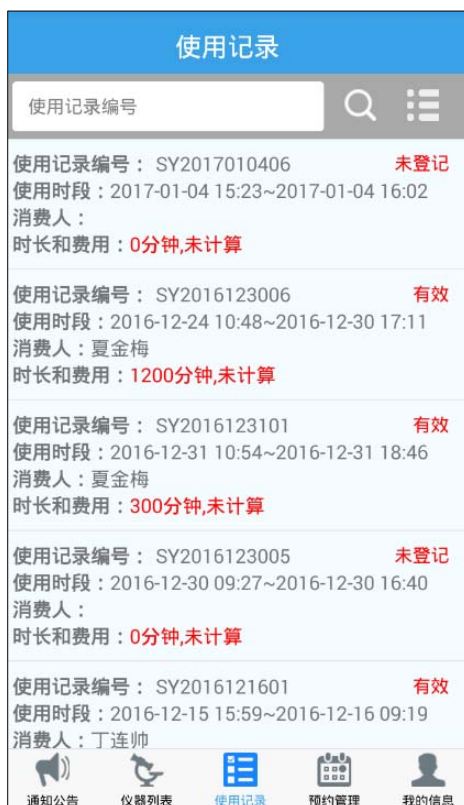 使用记录
使用记录编号
使用记录编号： SY2017010406 未登记
使用时段：2017-01-04 15:23~2017-01-04 16:02
消费人：
时长和费用：0分钟,未计算
使用记录编号： SY2016123006 有效
使用时段：2016-12-24 10:48~2016-12-30 17:11
消费人：夏金梅
时长和费用：1200分钟,未计算
使用记录编号： SY2016123101 有效
使用时段：2016-12-31 10:54~2016-12-31 18:46
消费人：夏金梅
时长和费用：300分钟,未计算
使用记录编号： SY2016123005 未登记
使用时段：2016-12-30 09:27~2016-12-30 16:40
消费人：
时长和费用：0分钟,未计算
使用记录编号： SY2016121601 有效
使用时段：2016-12-15 15:59~2016-12-16 09:19
消费人：丁连帅
通知公告 仪器列表 使用记录 预约管理 我的信息